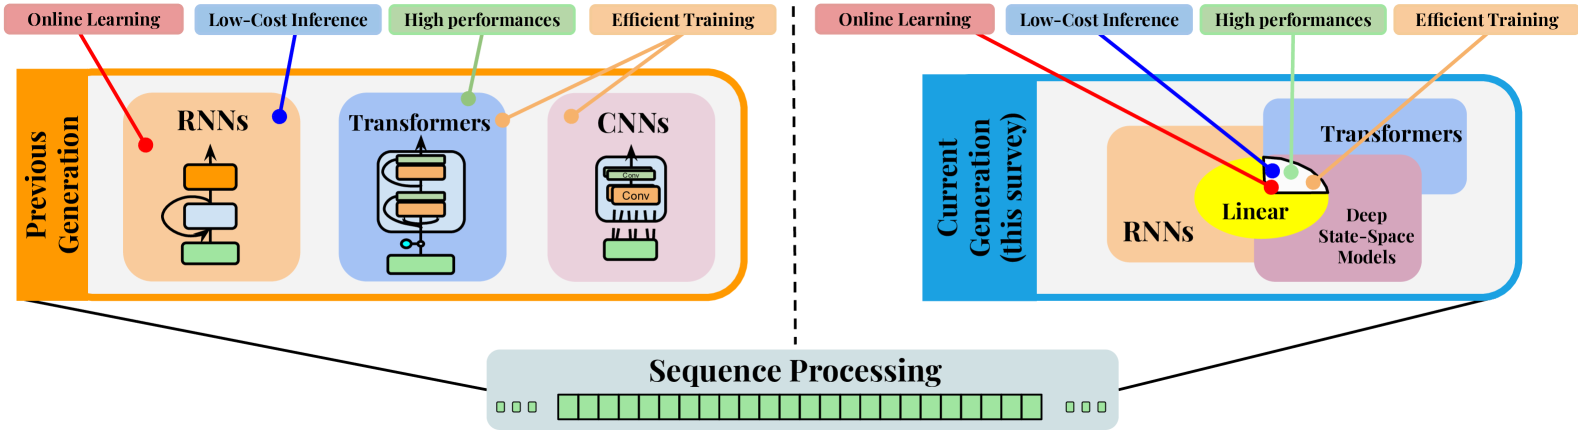 Online Learning
Low-Cost Inference
High performances
Efficient Training
Previous
Generation
RNNs
Transformers
CNNs
Conv
Conv
Online Learning
Low-Cost Inference
High performances
Efficient Training
Current
Generation
(this survey)
Transformers
RNNs
Linear
Deep
State-Space
Models
Sequence Processing